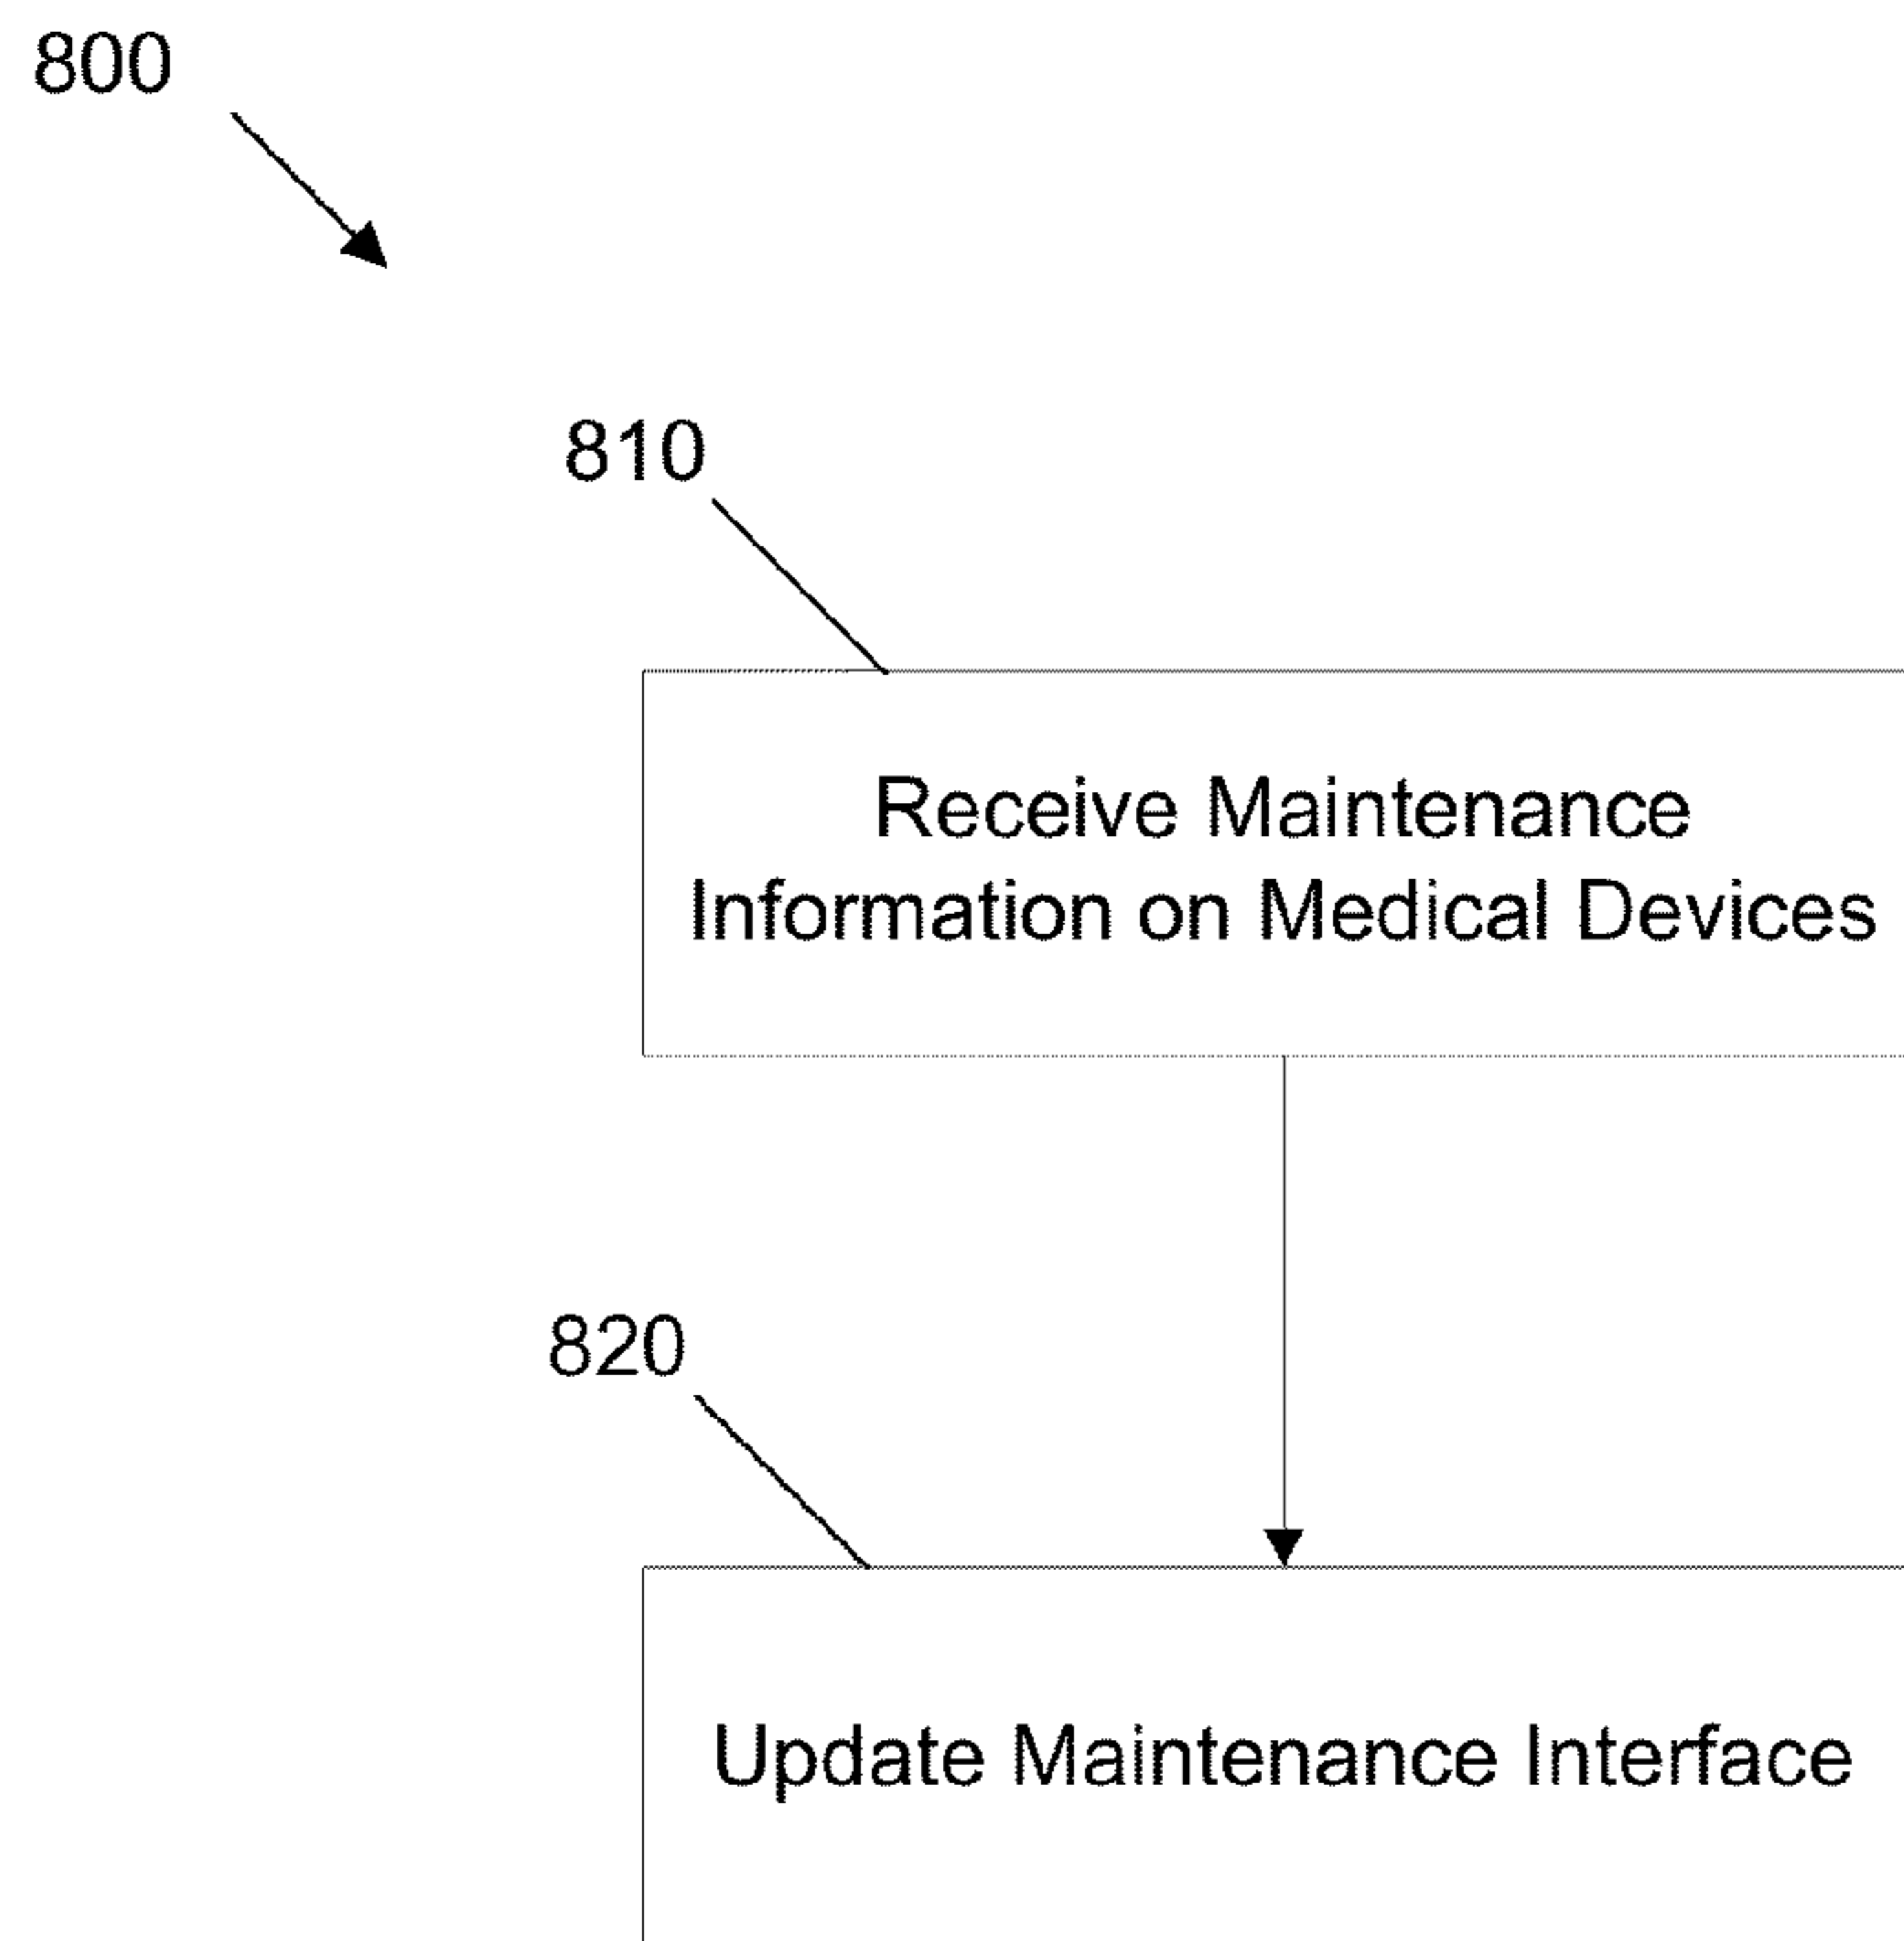 800
810
Receive Maintenance
Information on Medical Devices
820
Update Maintenance Interface